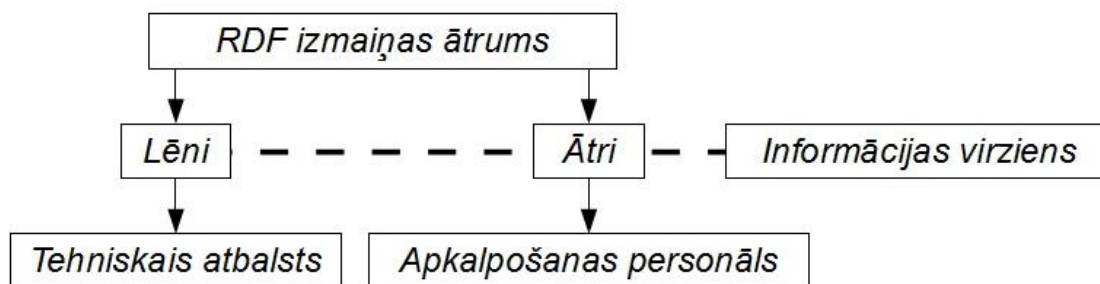 RDF izmaiņas ātrums
Lēni
Ātri
Informācijas virziens
Tehniskais atbalsts
Apkalpošanas personāls